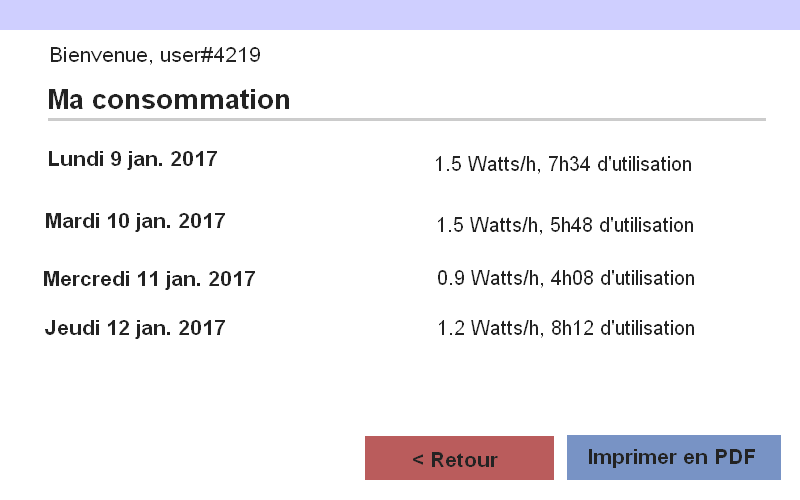 Bienvenue, user#4219
Ma consommation
Lundi 9 jan. 2017 1.5 Watts/h, 7h34 d'utilisation
Mardi 10 jan. 2017 1.5 Watts/h, 5h48 d'utilisation
Mercredi 11 jan. 2017 0.9 Watts/h, 4h08 d'utilisation
Jeudi 12 jan. 2017 1.2 Watts/h, 8h12 d'utilisation
< Retour Imprimer en PDF